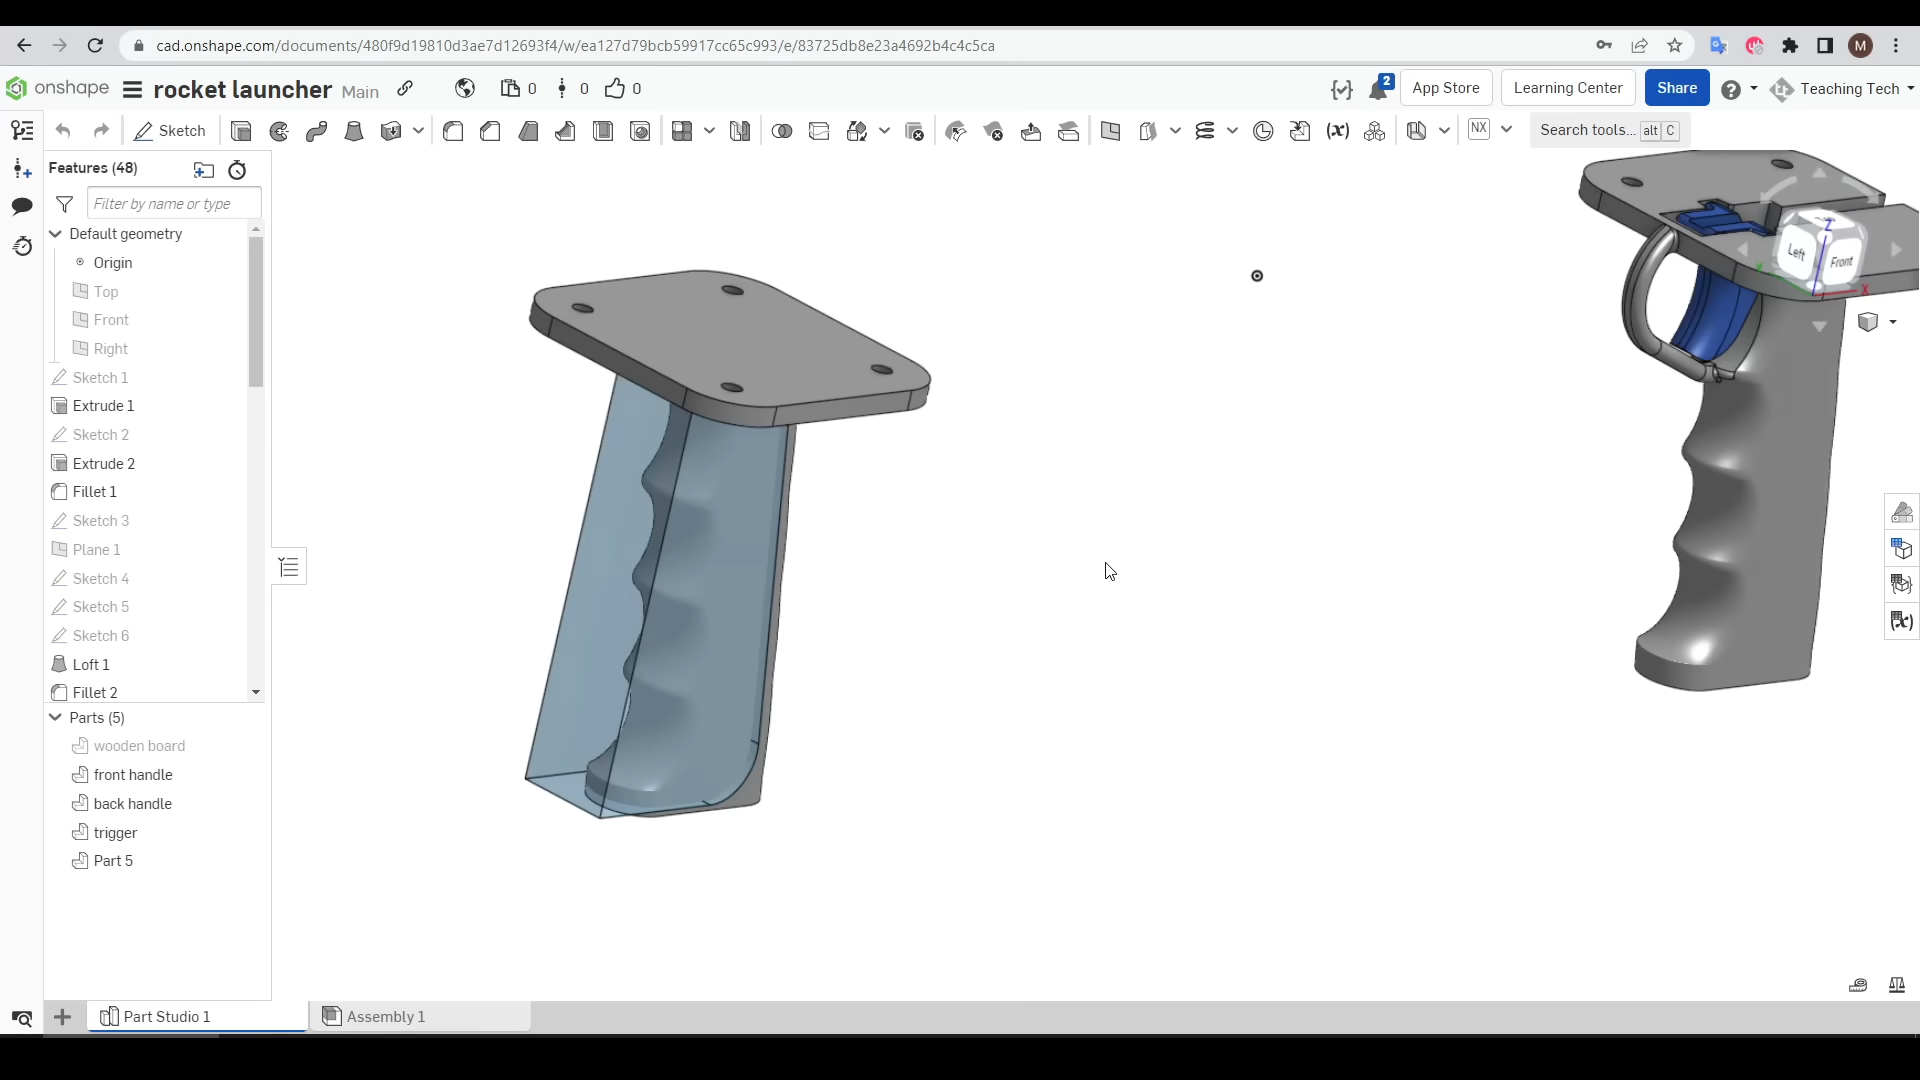 cad.onshape.com/documents/480f9d19810d3ae7d12693f4/w/ea127d79bcb59917cc65c993/e/83725db8e23a4692b4c4c5ca
M
onshape rocket launcher Main 0 0 0 2 App Store Learning Center Share Teaching Tech
Sketch (x) NX Search tools... alt C
Features (48)
Filter by name or type
Default geometry
Origin
Top
Front
Right
Sketch 1
Extrude 1
Sketch 2
Extrude 2
Fillet 1
Sketch 3
Plane 1
Sketch 4
Sketch 5
Sketch 6
Loft 1
Fillet 2
Parts (5)
wooden board
front handle
back handle
trigger
Part 5
Z
Left Front
X
(x)
Part Studio 1 Assembly 1